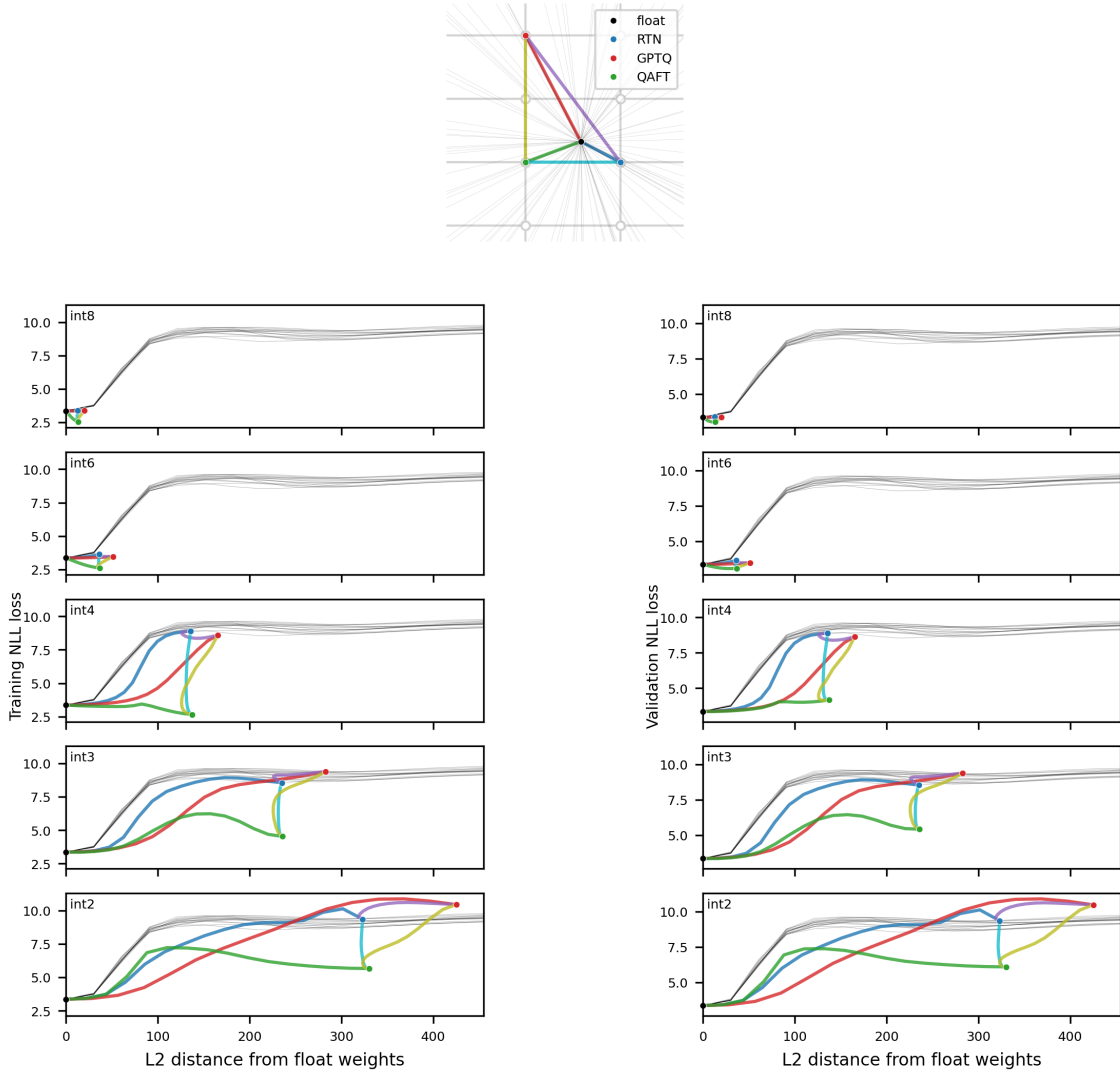 float
RTN
GPTQ
QAFT
int8
10.0
7.5
5.0
2.5
int6
10.0
7.5
5.0
2.5
int4
10.0
7.5
5.0
2.5
int3
10.0
7.5
5.0
2.5
int2
10.0
7.5
5.0
2.5
0 100 200 300 400
Training NLL loss
L2 distance from float weights
int8
10.0
7.5
5.0
int6
10.0
7.5
5.0
int4
10.0
7.5
5.0
int3
10.0
7.5
5.0
int2
10.0
7.5
5.0
0 100 200 300 400
Validation NLL loss
L2 distance from float weights